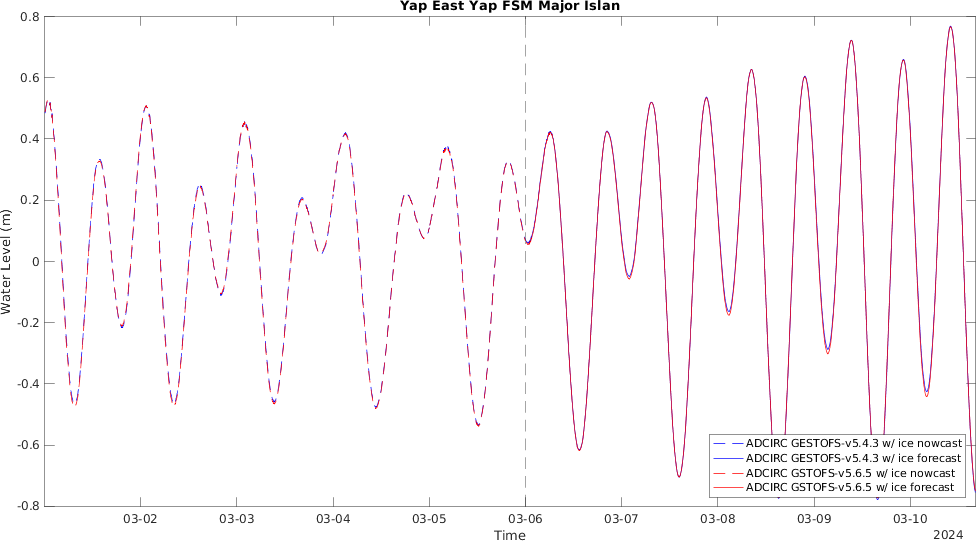 Yap East Yap FSM Major Islan
0.8
0.6
0.4
0.2
0
-0.2
-0.4
-0.6
-0.8
Water Level (m)
ADCIRC GESTOFS-v5.4.3 w/ ice nowcast
ADCIRC GESTOFS-v5.4.3 w/ ice forecast
ADCIRC GSTOFS-v5.6.5 w/ ice nowcast
ADCIRC GSTOFS-v5.6.5 w/ ice forecast
03-02 03-03 03-04 03-05 03-06 03-07 03-08 03-09 03-10
Time
2024